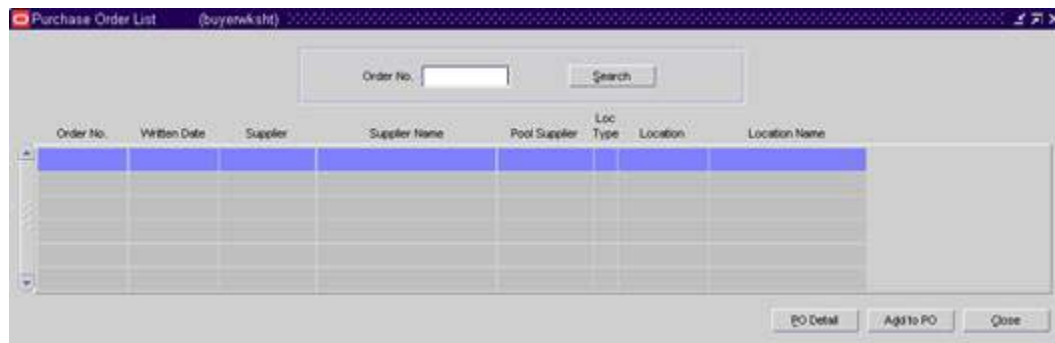 Purchase Order List (buyerwksht)
Order No. Search
Order No. Written Date Supplier Supplier Name Pool Supplier Loc Type Location Location Name
PO Detail Add to PO Close